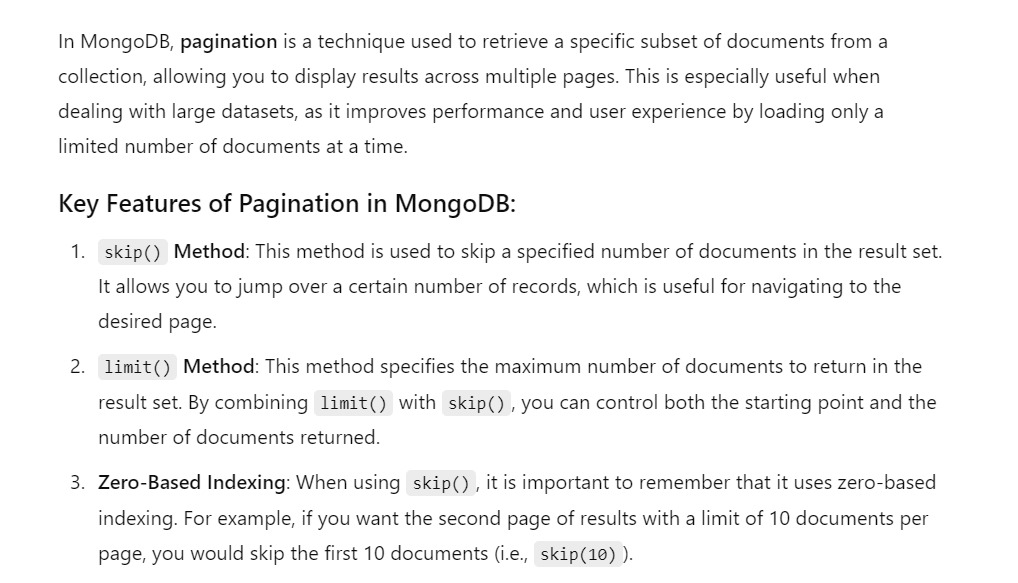 In MongoDB, pagination is a technique used to retrieve a specific subset of documents from a
collection, allowing you to display results across multiple pages. This is especially useful when
dealing with large datasets, as it improves performance and user experience by loading only a
limited number of documents at a time.
Key Features of Pagination in MongoDB:
1. skip() Method: This method is used to skip a specified number of documents in the result set.
It allows you to jump over a certain number of records, which is useful for navigating to the
desired page.
2. limit() Method: This method specifies the maximum number of documents to return in the
result set. By combining limit() with skip(), you can control both the starting point and the
number of documents returned.
3. Zero-Based Indexing: When using skip(), it is important to remember that it uses zero-based
indexing. For example, if you want the second page of results with a limit of 10 documents per
page, you would skip the first 10 documents (i.e., skip(10)).